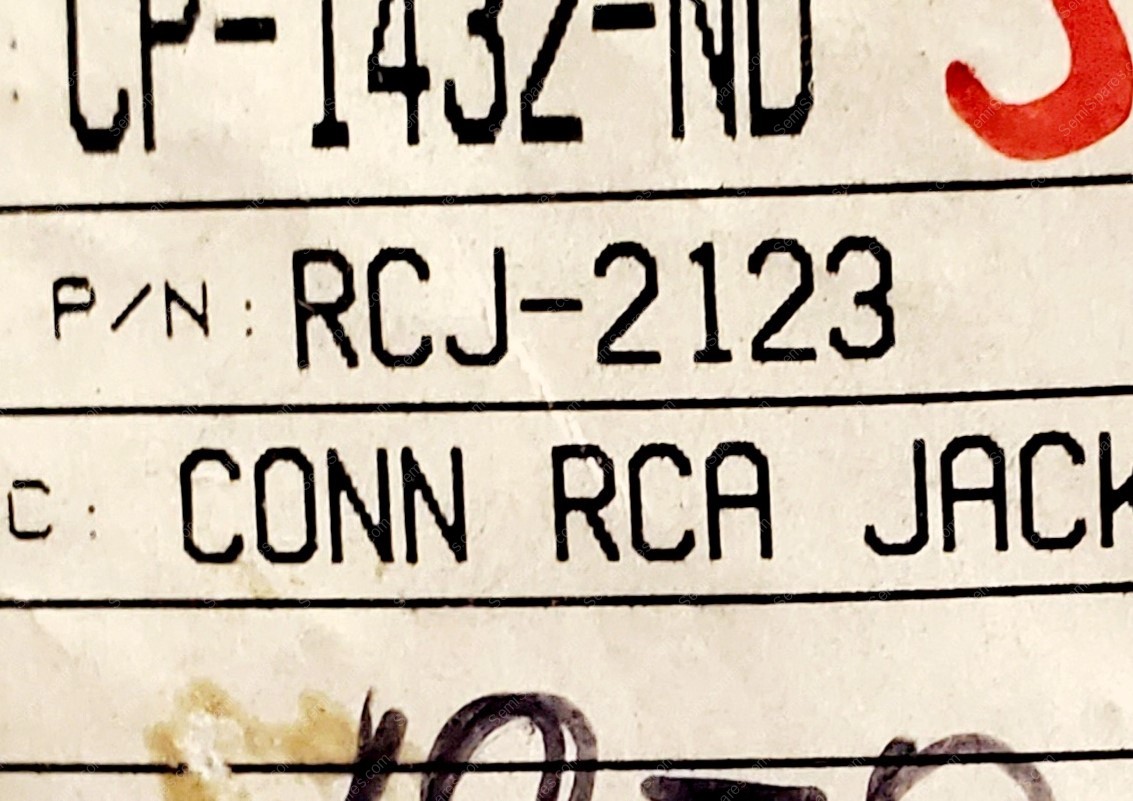 CP-1432-ND
P/N: RCJ-2123
C: CONN RCA JACK